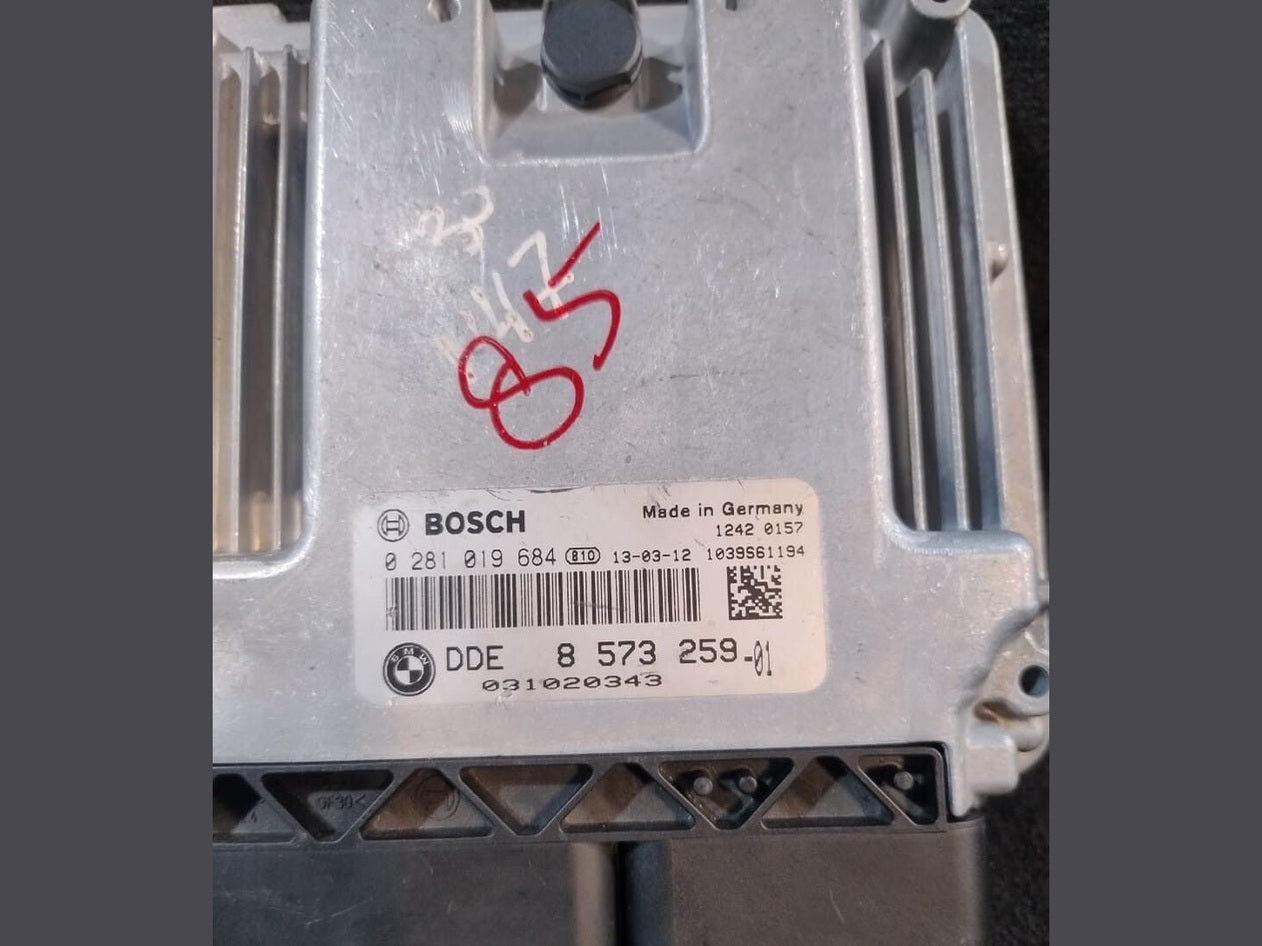 85
BOSCH
Made in Germany
1242 0157
0 281 019 684 810 13-03-12 1039S61194
BMW DDE 8 573 259-01
031020343